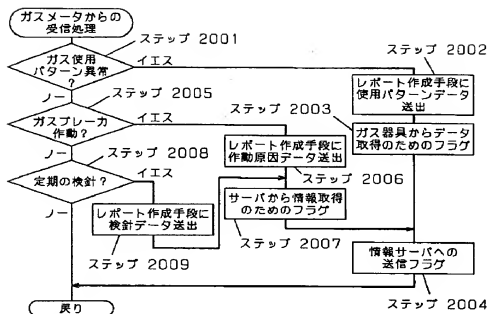 ガスメータからの
受信処理
ステップ 2001
ガス使用
パターン異常
?
イエス
ステップ 2002
レポート作成手段に
使用パターンデータ
送出
ノー
ステップ 2005
ステップ 2003
ガスブレーカ
作動?
イエス
ガス器具からデータ
取得のためのフラグ
ノー
ステップ 2008
レポート作成手段に
作動原因データ送出
定期の検針?
イエス
ステップ 2006
ノー
レポート作成手段に
検針データ送出
サーバから情報取得
のためのフラグ
ステップ 2009
ステップ 2007
情報サーバへの
送信フラグ
ステップ 2004
戻り